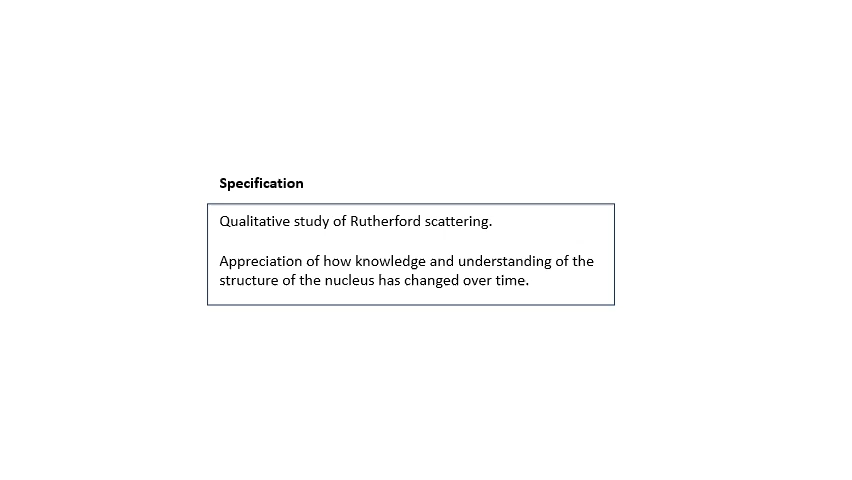 Specification
Qualitative study of Rutherford scattering.
Appreciation of how knowledge and understanding of the
structure of the nucleus has changed over time.